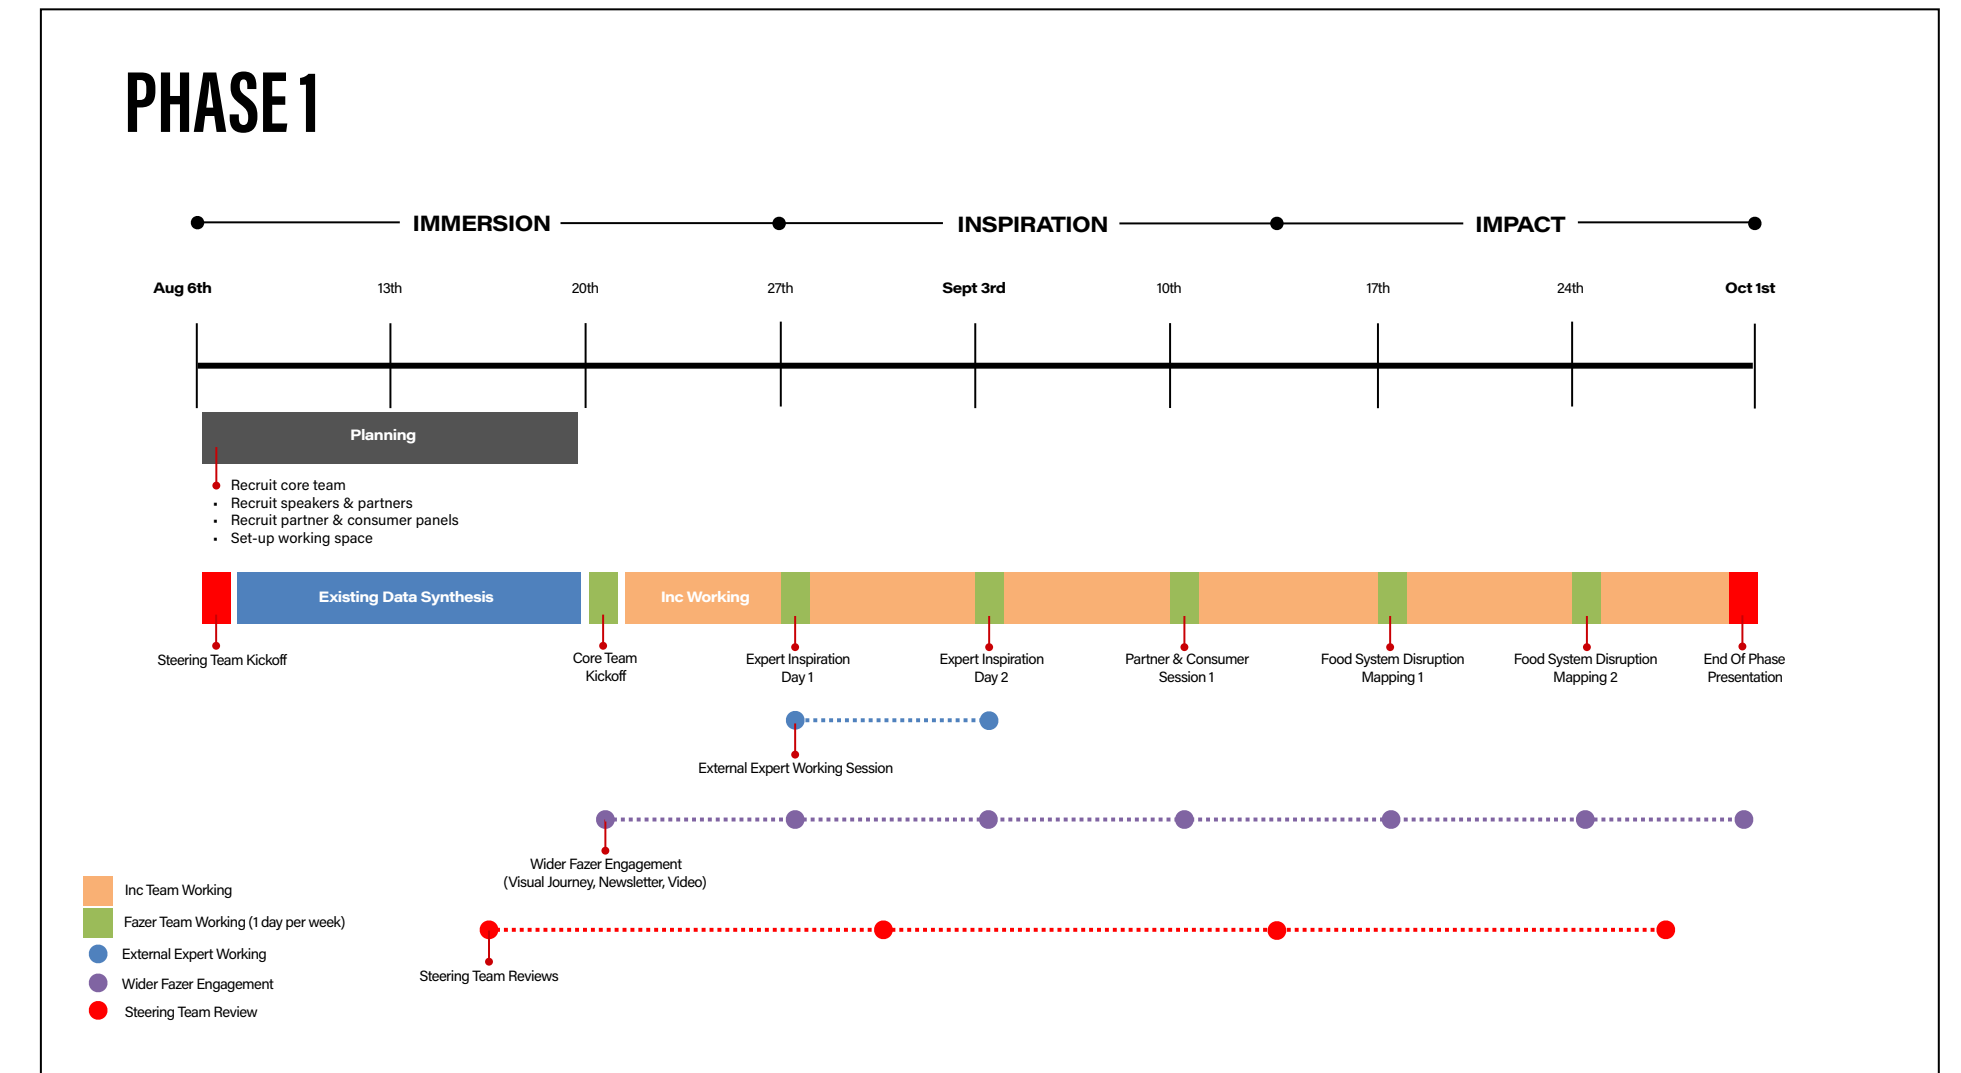 PHASE 1
IMMERSION
INSPIRATION
IMPACT
Aug 6th
13th
20th
27th
Sept 3rd
10th
17th
24th
Oct 1st
Planning
Recruit core team
Recruit speakers & partners
Recruit partner & consumer panels
Set-up working space
Existing Data Synthesis
Inc Working
Steering Team Kickoff
Core Team
Kickoff
Expert Inspiration
Day 1
Expert Inspiration
Day 2
Partner & Consumer
Session 1
Food System Disruption
Mapping 1
Food System Disruption
Mapping 2
End Of Phase
Presentation
External Expert Working Session
Wider Fazer Engagement
(Visual Journey, Newsletter, Video)
Steering Team Reviews
Inc Team Working
Fazer Team Working (1 day per week)
External Expert Working
Wider Fazer Engagement
Steering Team Review